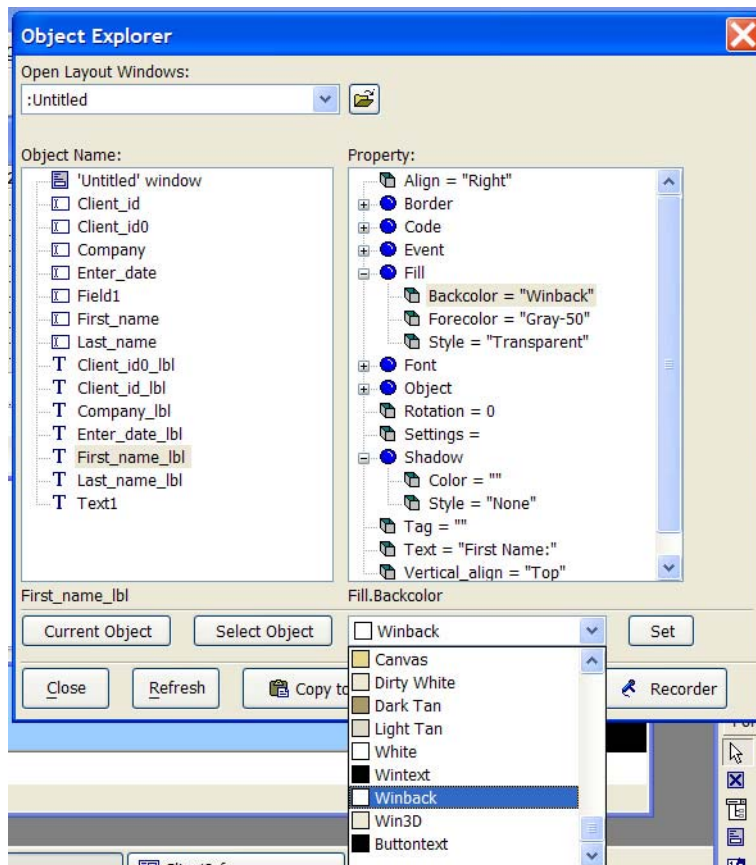 Object Explorer
Open Layout Windows:
:Untitled
Object Name:
'Untitled' window
Client_id
Client_id0
Company
Enter_date
Field1
First_name
Last_name
T Client_id0_lbl
T Client_id_lbl
T Company_lbl
T Enter_date_lbl
T First_name_lbl
T Last_name_lbl
T Text1
First_name_lbl
Property:
Align = "Right"
Border
Code
Event
Fill
Backcolor = "Winback"
Forecolor = "Gray-50"
Style = "Transparent"
Font
Object
Rotation = 0
Settings =
Shadow
Color = ""
Style = "None"
Tag = ""
Text = "First Name:"
Vertical_align = "Top"
Fill.Backcolor
Current Object
Select Object
Winback
Set
Close
Refresh
Copy to
Recorder
Canvas
Dirty White
Dark Tan
Light Tan
White
Wintext
Winback
Win3D
Buttontext